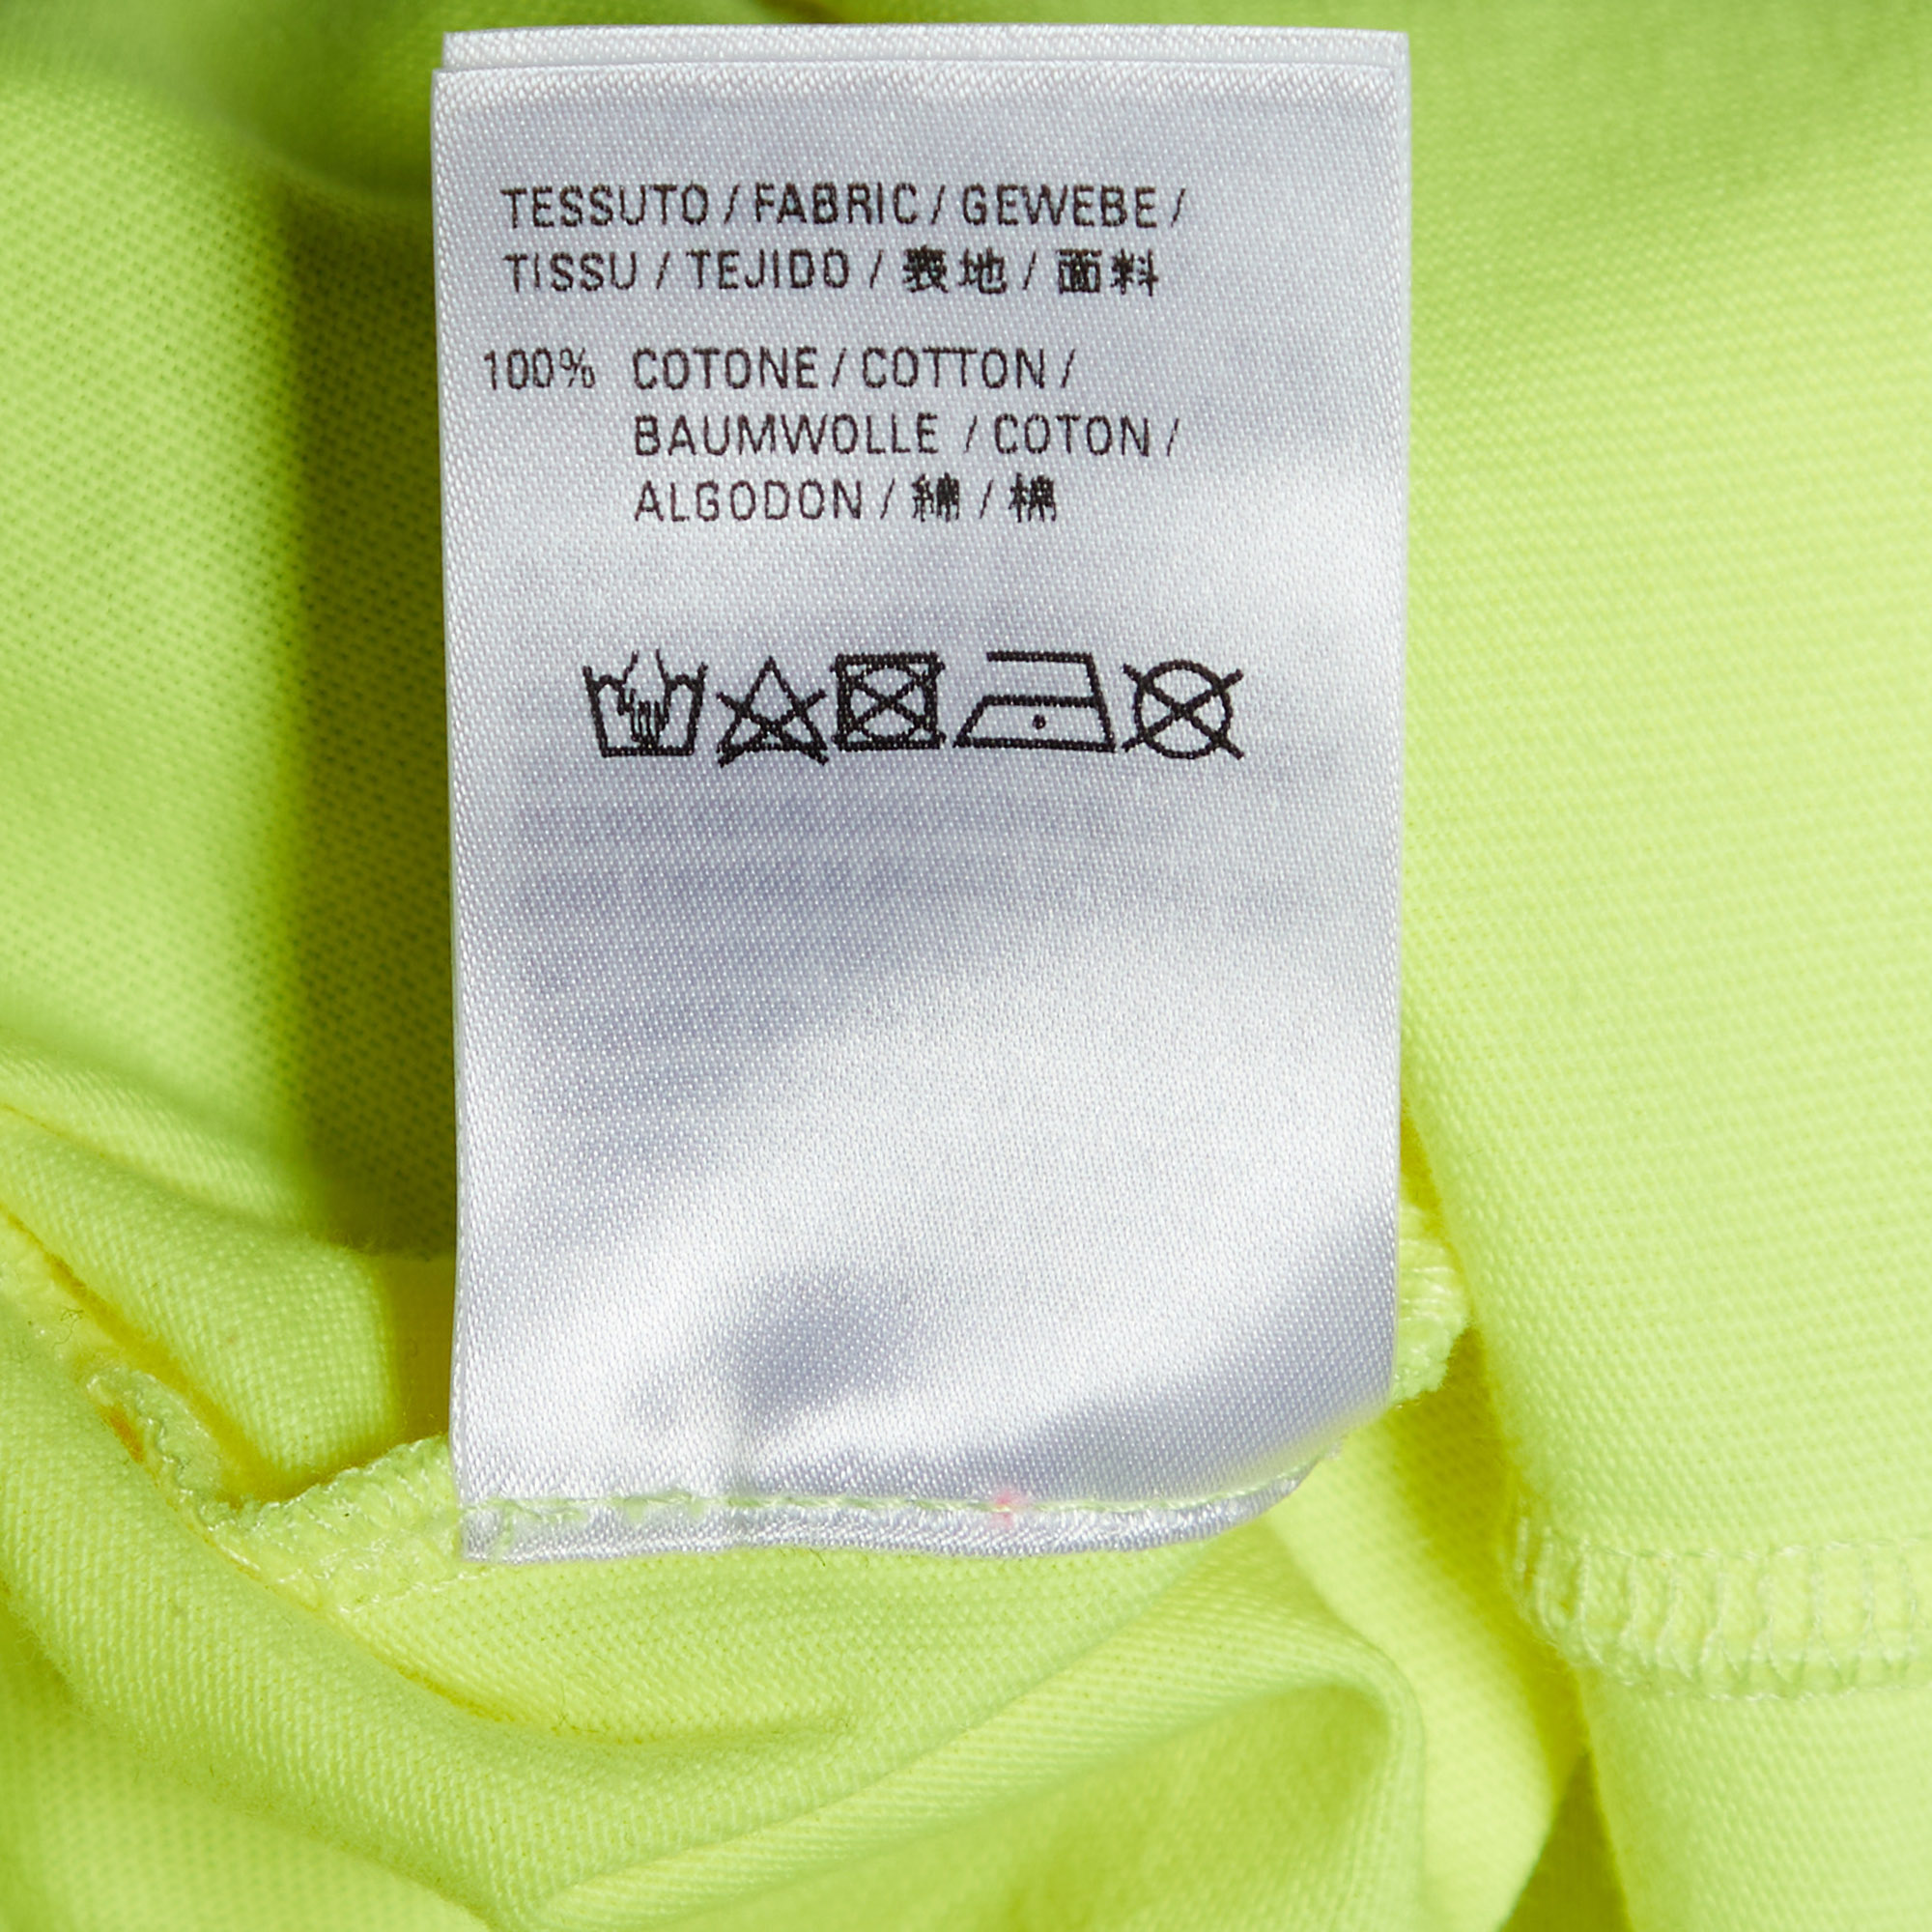 TESSUTO / FABRIC / GEWEBE /
TISSU / TEJIDO / 表地 / 面料
100% COTONE / COTTON /
BAUMWOLLE / COTON /
ALGODON / 綿 / 棉